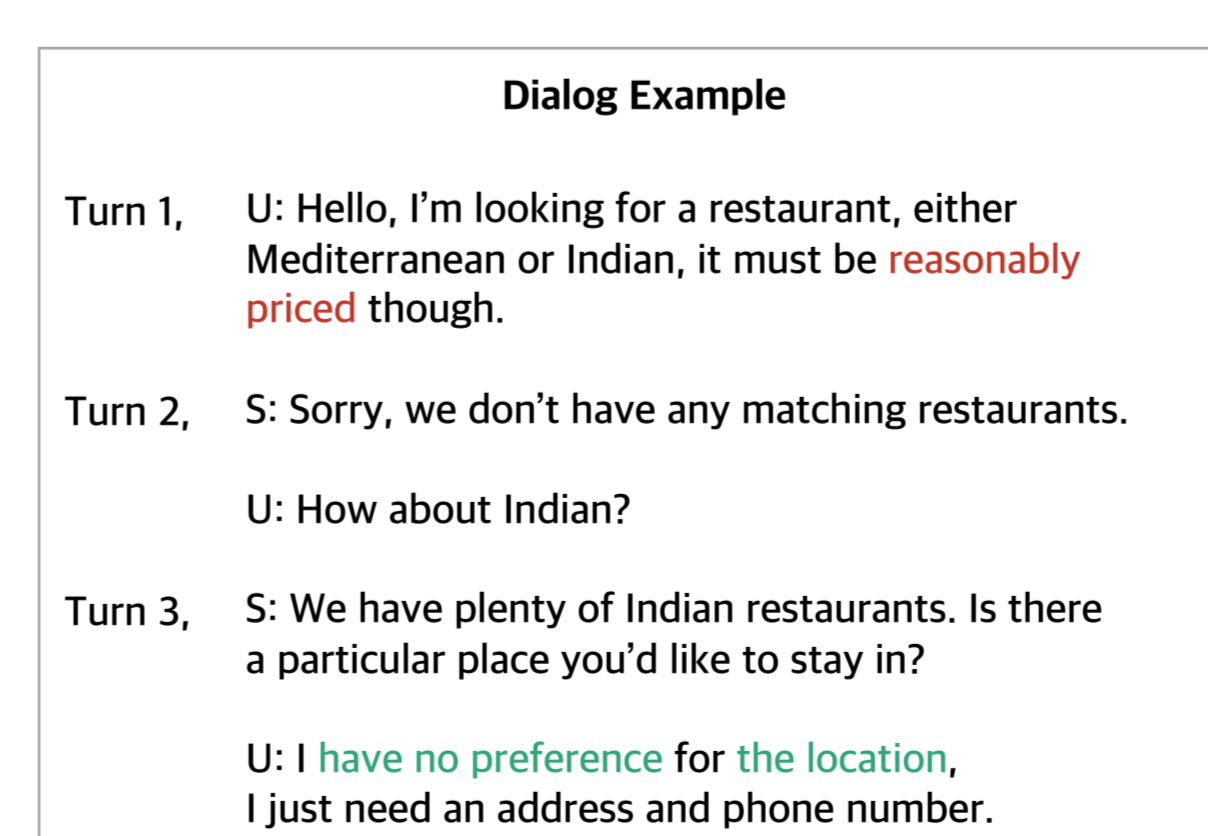 Dialog Example
Turn 1, U: Hello, I’m looking for a restaurant, either
Mediterranean or Indian, it must be reasonably
priced though.
Turn 2, S: Sorry, we don’t have any matching restaurants.
U: How about Indian?
Turn 3, S: We have plenty of Indian restaurants. Is there
a particular place you’d like to stay in?
U: I have no preference for the location,
I just need an address and phone number.